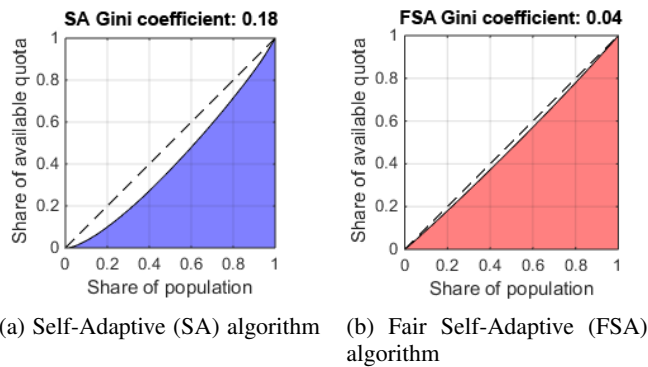 SA Gini coefficient: 0.18
Share of available quota
1
0.8
0.6
0.4
0.2
0
0 0.2 0.4 0.6 0.8 1
Share of population
(a) Self-Adaptive (SA) algorithm
FSA Gini coefficient: 0.04
Share of available quota
1
0.8
0.6
0.4
0.2
0
0 0.2 0.4 0.6 0.8 1
Share of population
(b) Fair Self-Adaptive (FSA)
algorithm